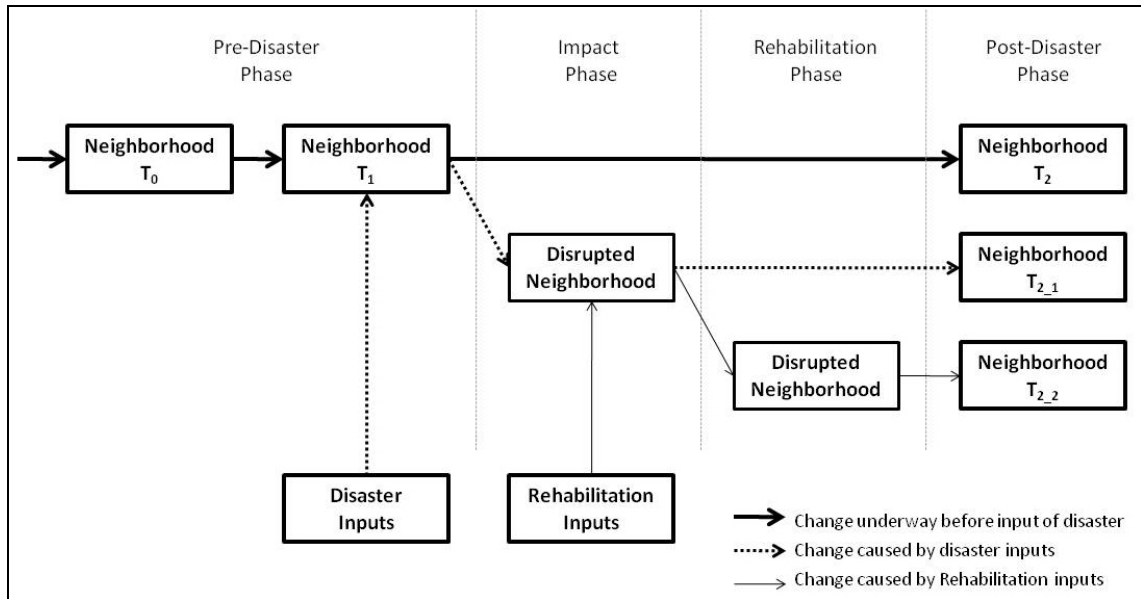 Pre-Disaster
Phase
Impact
Phase
Rehabilitation
Phase
Post-Disaster
Phase
Neighborhood
T0
Neighborhood
T1
Neighborhood
T2
Disrupted
Neighborhood
Neighborhood
T2_1
Disrupted
Neighborhood
Neighborhood
T2_2
Disaster
Inputs
Rehabilitation
Inputs
Change underway before input of disaster
Change caused by disaster inputs
Change caused by Rehabilitation inputs